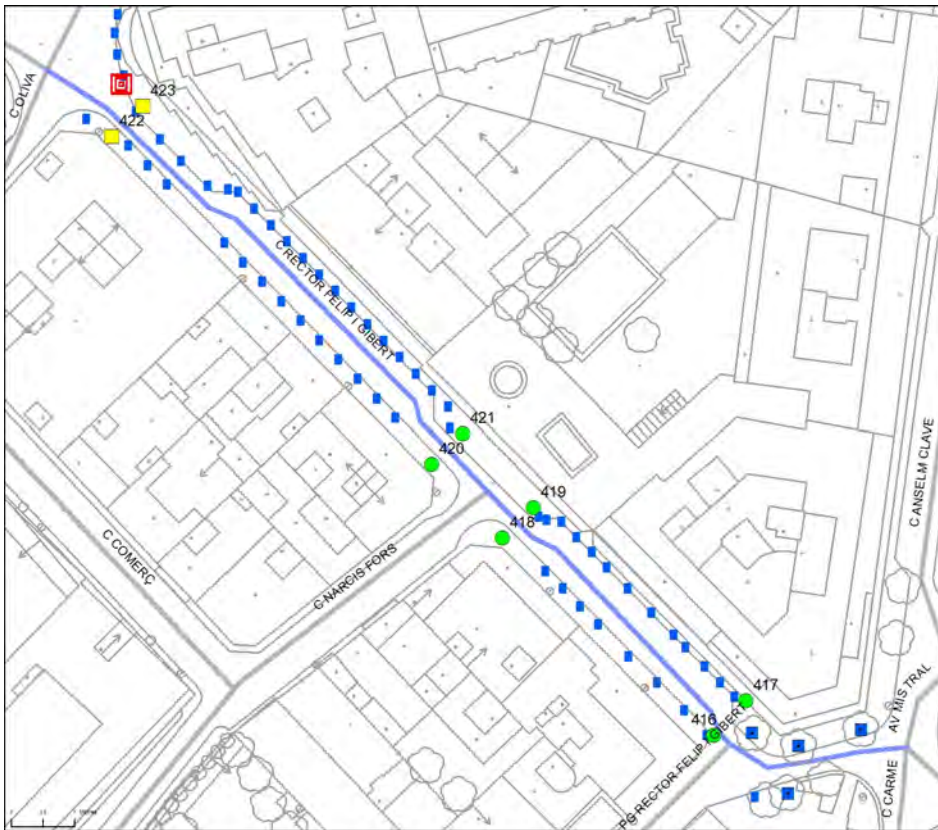 423
422
C OLIVA
C RECTOR FELIP I GIBERT
421
420
419
418
C ANSELM CLAVE
C COMERÇ
C NARCIS FORS
417
416
AV MISTRAL
PG RECTOR FELIP I GIBERT
C CARME